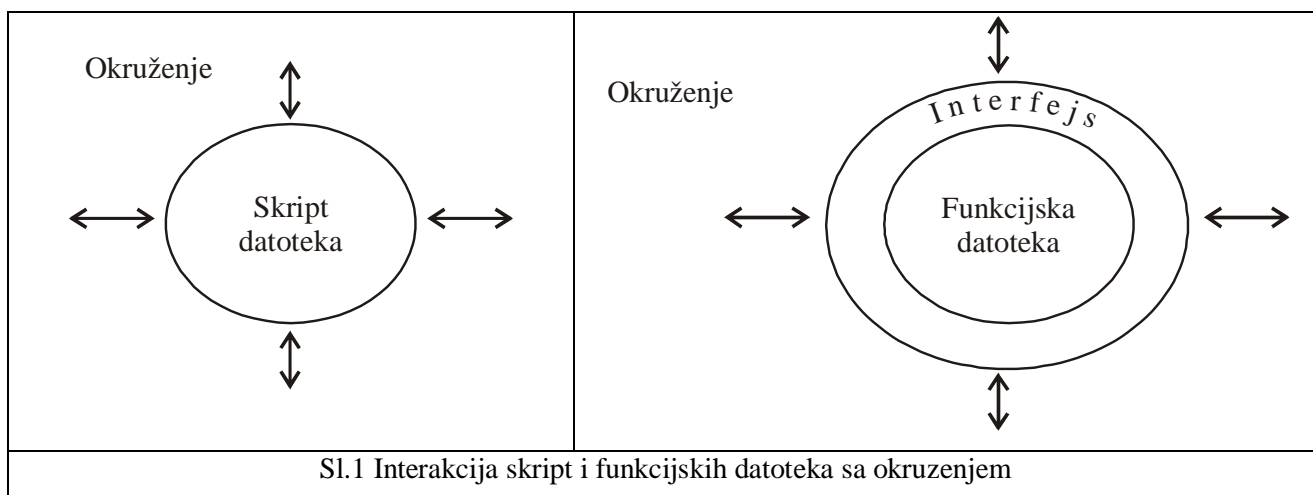 Okruženje
Skript
datoteka
Okruženje
Interfejs
Funkcijska
datoteka
Sl.1 Interakcija skript i funkcijskih datoteka sa okruzenjem